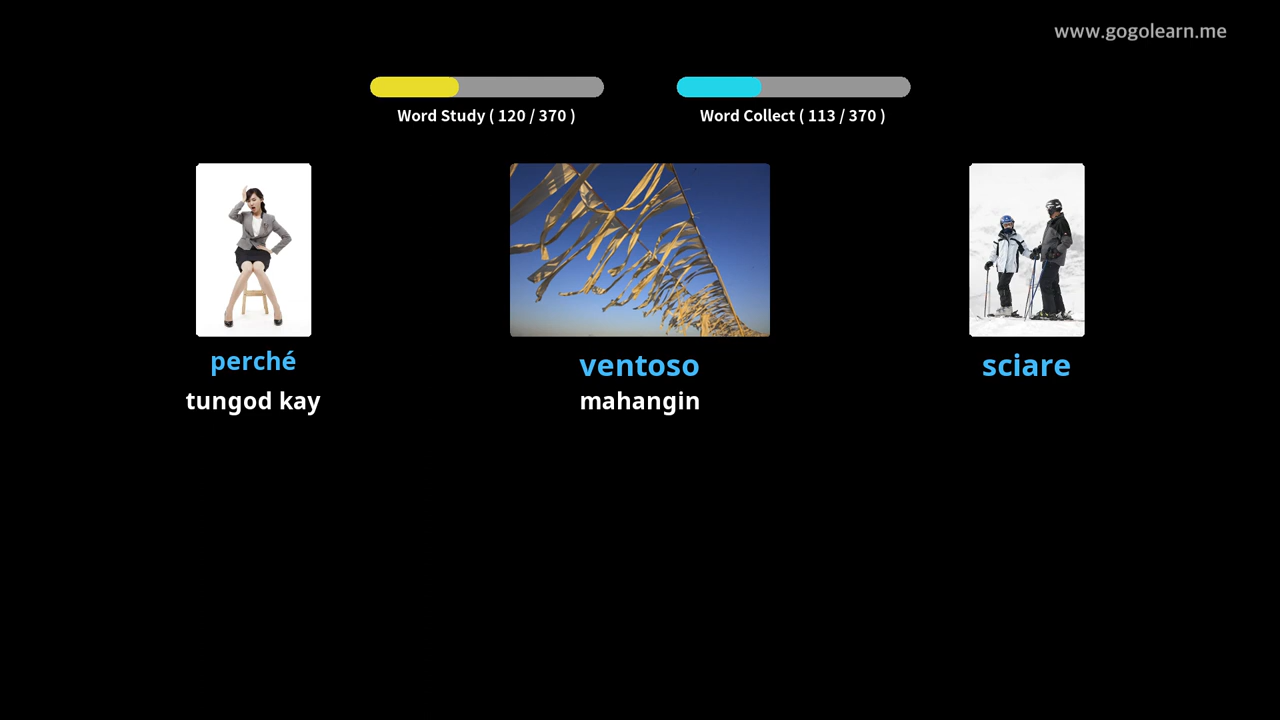 www.gogolearn.me
Word Study ( 120 / 370 )
Word Collect ( 113 / 370 )
perché
tungod kay
ventoso
mahangin
sciare